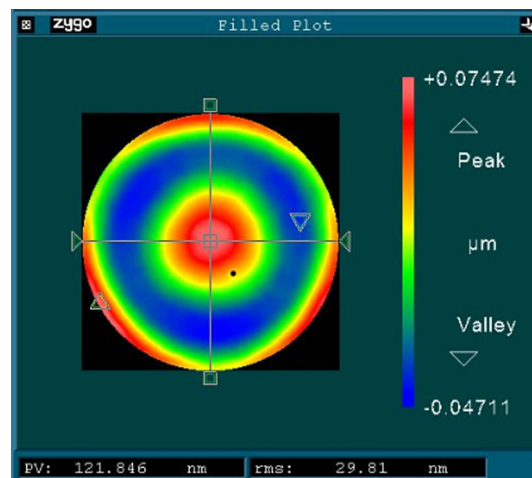 zygo Filled Plot
+0.07474
Peak
µm
Valley
-0.04711
PV: 121.846 nm rms: 29.81 nm